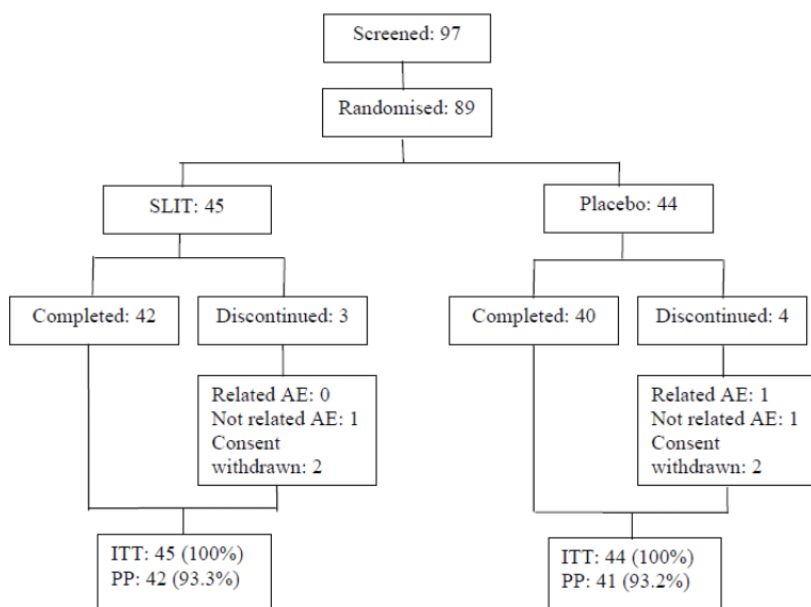 Screened: 97
Randomised: 89
SLIT: 45
Placebo: 44
Completed: 42
Discontinued: 3
Completed: 40
Discontinued: 4
Related AE: 0
Not related AE: 1
Consent
withdrawn: 2
Related AE: 1
Not related AE: 1
Consent
withdrawn: 2
ITT: 45 (100%)
PP: 42 (93.3%)
ITT: 44 (100%)
PP: 41 (93.2%)